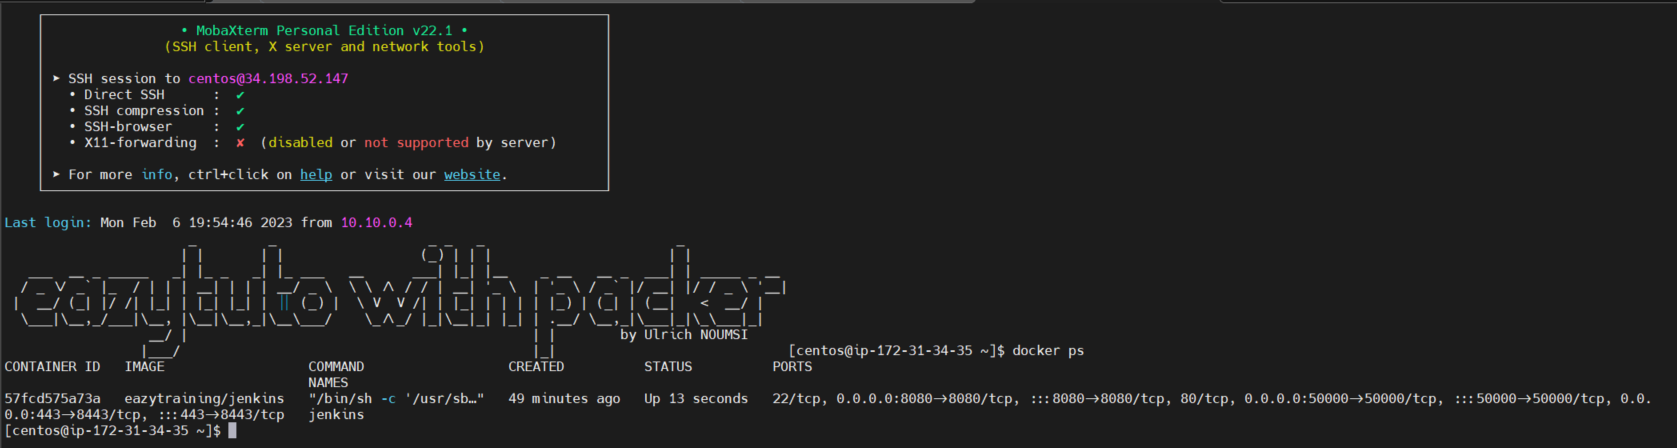 • MobaXterm Personal Edition v22.1 •
(SSH client, X server and network tools)
➤ SSH session to centos@34.198.52.147
• Direct SSH      :  ✔
• SSH compression :  ✔
• SSH-browser     :  ✔
• X11-forwarding  :  ✘  (disabled or not supported by server)
➤ For more info, ctrl+click on help or visit our website.
Last login: Mon Feb  6 19:54:46 2023 from 10.10.0.4
eazytuto with packer
by Ulrich NOUMSI
[centos@ip-172-31-34-35 ~]$ docker ps
CONTAINER ID   IMAGE                  COMMAND                  CREATED          STATUS          PORTS
NAMES
57fcd575a73a   eazytraining/jenkins   "/bin/sh -c '/usr/sb…"   49 minutes ago   Up 13 seconds   22/tcp, 0.0.0.0:8080->8080/tcp, :::8080->8080/tcp, 80/tcp, 0.0.0.0:50000->50000/tcp, :::50000->50000/tcp, 0.0.
0.0:443->8443/tcp, :::443->8443/tcp   jenkins
[centos@ip-172-31-34-35 ~]$